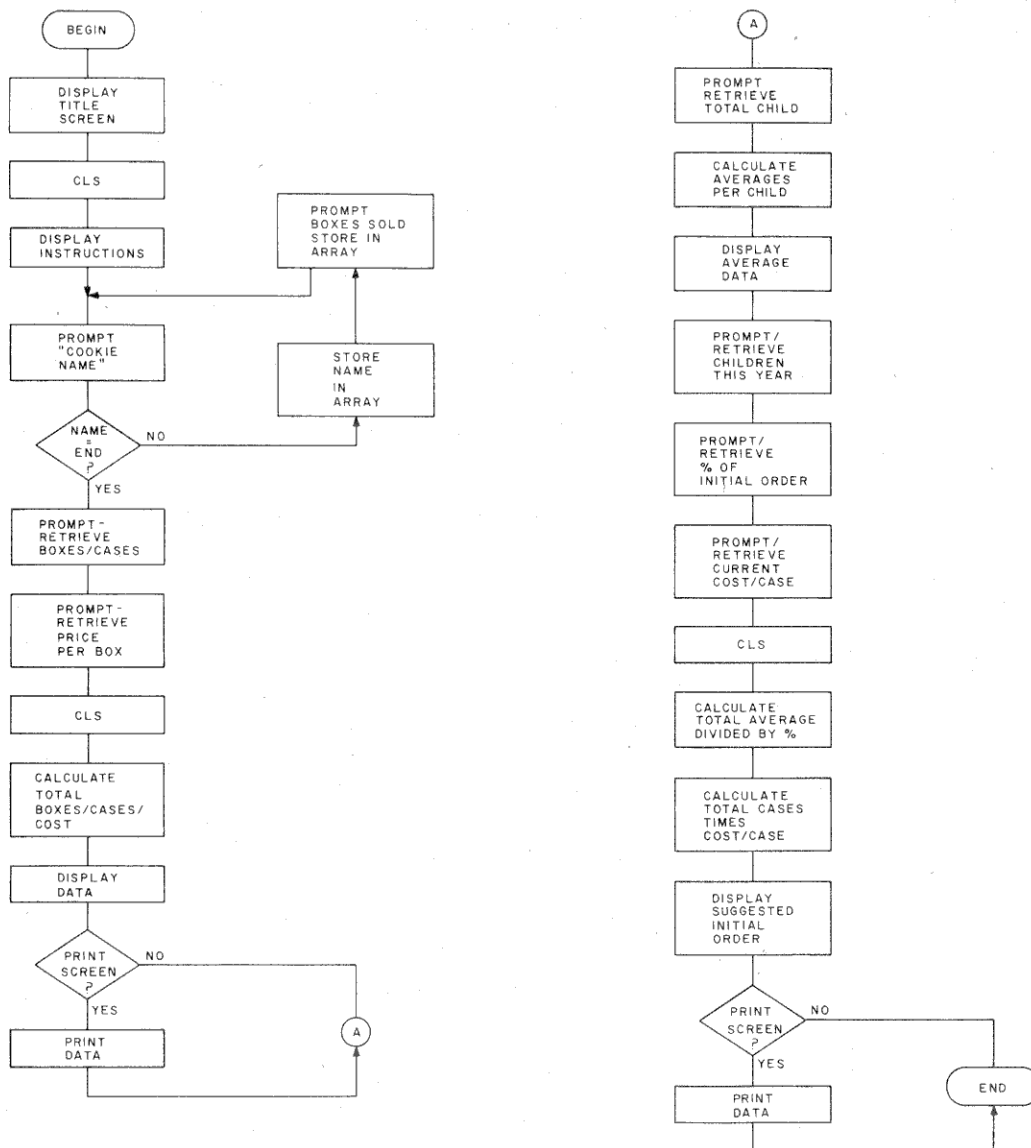 BEGIN
DISPLAY
TITLE
SCREEN
CLS
DISPLAY
INSTRUCTIONS
PROMPT
BOXES SOLD
STORE IN
ARRAY
PROMPT
"COOKIE
NAME"
STORE
NAME
IN
ARRAY
NAME
=
END
?
NO
YES
PROMPT-
RETRIEVE
BOXES/CASES
PROMPT-
RETRIEVE
PRICE
PER BOX
CLS
CALCULATE
TOTAL
BOXES/CASES/
COST
DISPLAY
DATA
PRINT
SCREEN
?
NO
YES
PRINT
DATA
A
A
PROMPT
RETRIEVE
TOTAL CHILD
CALCULATE
AVERAGES
PER CHILD
DISPLAY
AVERAGE
DATA
PROMPT/
RETRIEVE
CHILDREN
THIS YEAR
PROMPT/
RETRIEVE
% OF
INITIAL ORDER
PROMPT/
RETRIEVE
CURRENT
COST/CASE
CLS
CALCULATE
TOTAL AVERAGE
DIVIDED BY %
CALCULATE
TOTAL CASES
TIMES
COST/CASE
DISPLAY
SUGGESTED
INITIAL
ORDER
PRINT
SCREEN
?
NO
YES
PRINT
DATA
END